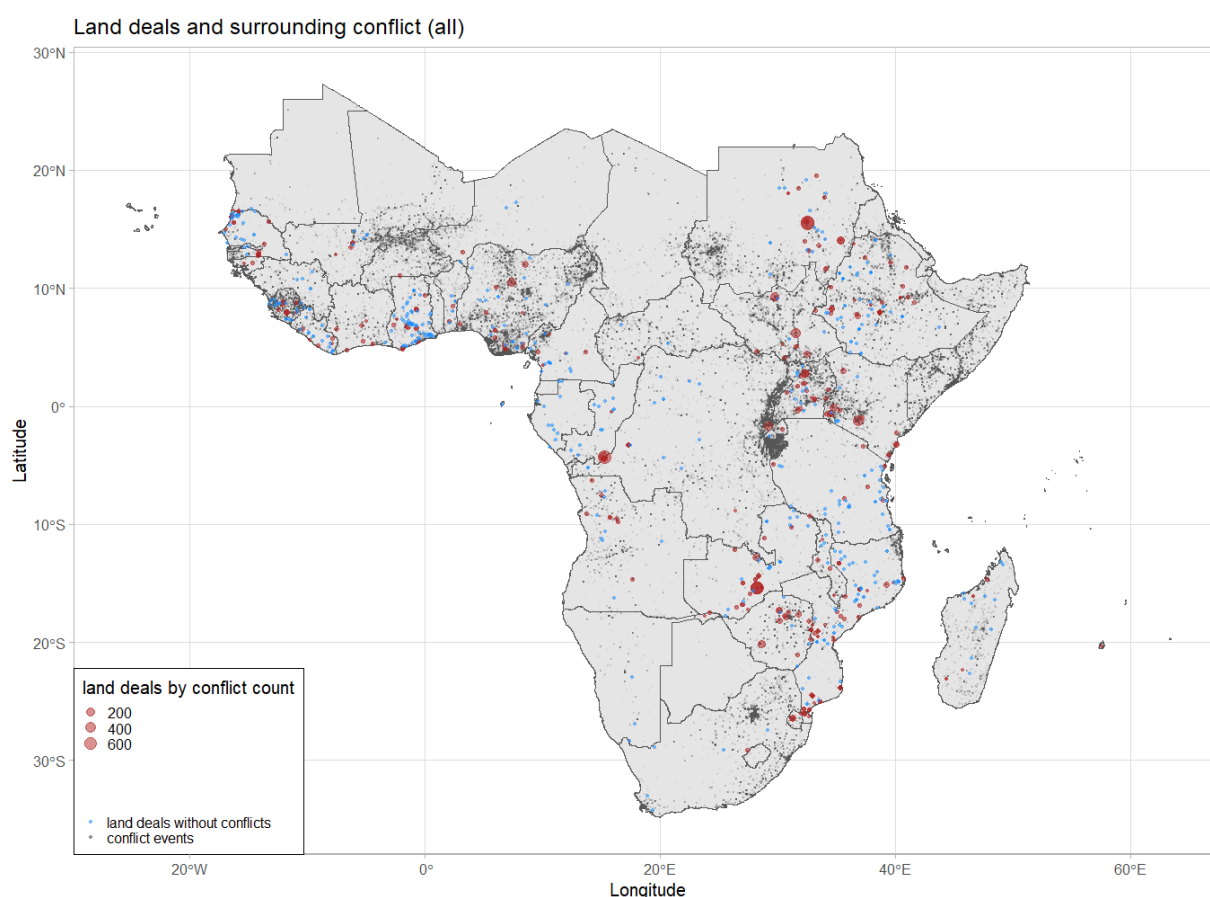 Land deals and surrounding conflict (all)
30°N
20°N
10°N
0°
10°S
20°S
30°S
Latitude
land deals by conflict count
200
400
600
land deals without conflicts
conflict events
20°W
0°
20°E
40°E
60°E
Longitude